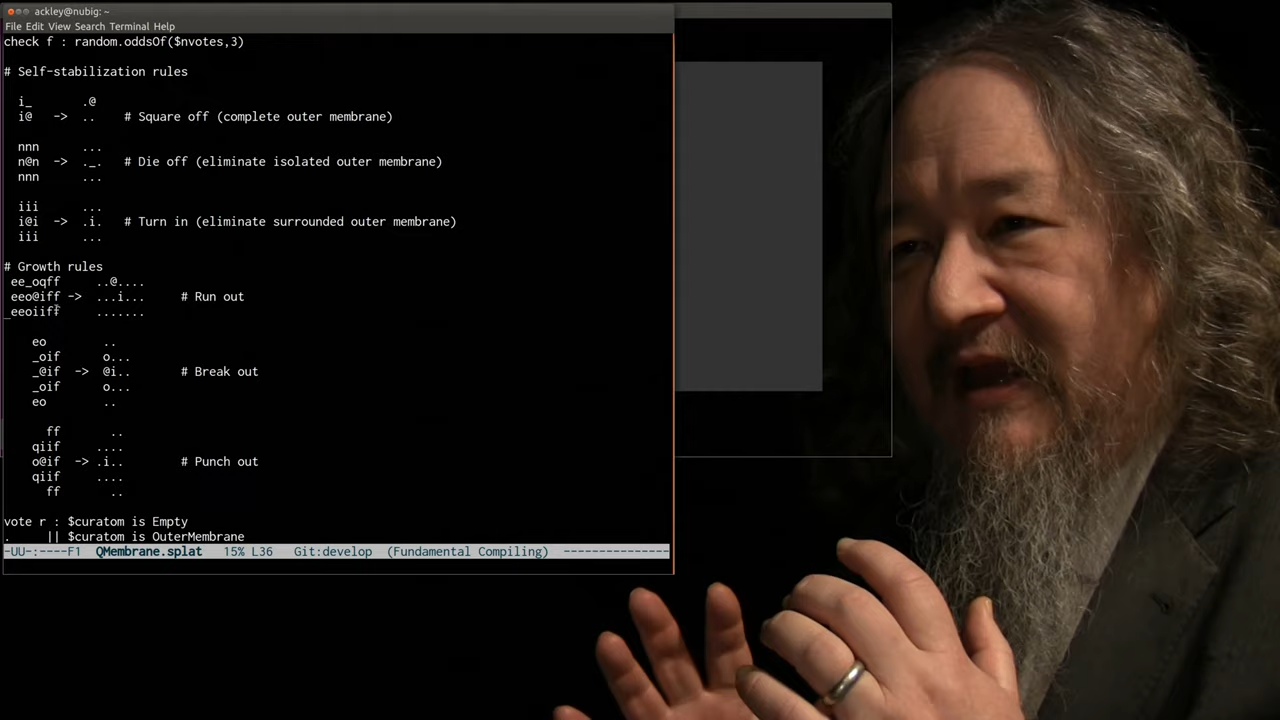 ackley@nubig: ~
File Edit View Search Terminal Help
check f : random.oddsOf($nvotes,3)
# Self-stabilization rules
i_ .@
i@ -> .. # Square off (complete outer membrane)
nnn ...
n@n -> ._. # Die off (eliminate isolated outer membrane)
nnn ...
iii ...
i@i -> .i. # Turn in (eliminate surrounded outer membrane)
iii ...
# Growth rules
ee_oqff ..@....
eeo@iff -> ...i... # Run out
_eeoiiff .......
eo ..
_oif o...
_@if -> @i.. # Break out
_oif o...
eo ..
ff ..
qiif ....
o@if -> .i.. # Punch out
qiif ....
ff ..
vote r : $curatom is Empty
. || $curatom is OuterMembrane
-UU-:----F1 QMembrane.splat 15% L36 Git:develop (Fundamental Compiling) ---------------